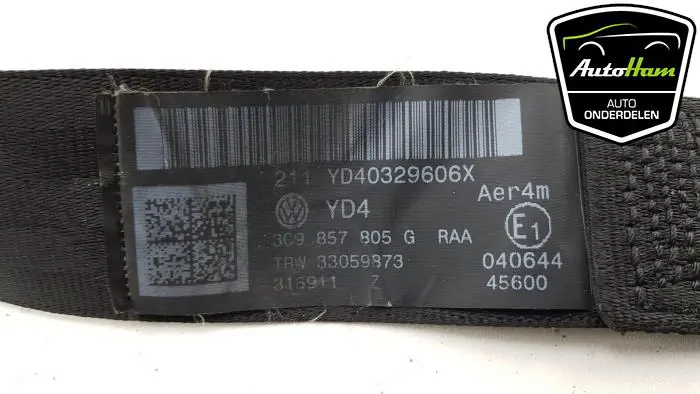 AutoHam
AUTO
ONDERDELEN
211 YD40329606X
YD4
Aer4m
3C9 857 805 G RAA
E1
TRW 33059873
040644
315911 Z
45600